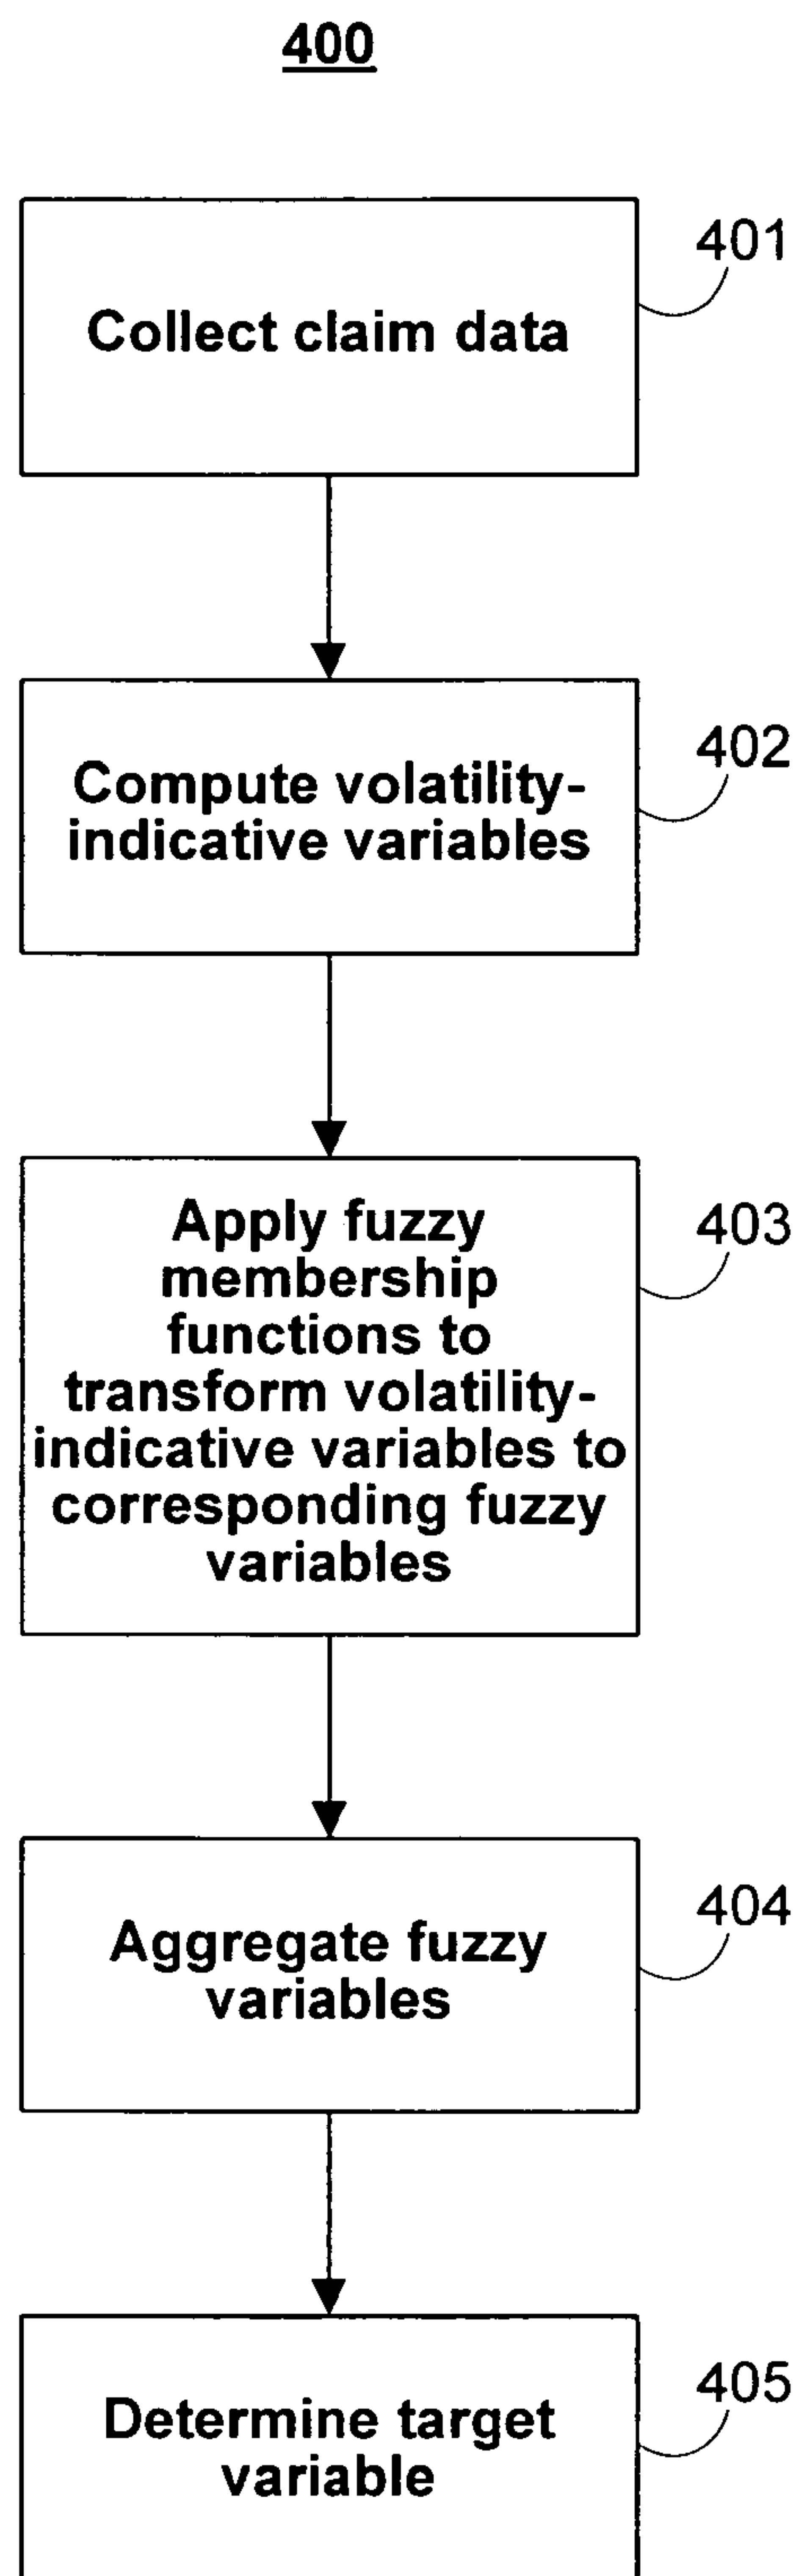 400
401
Collect claim data
402
Compute volatility-
indicative variables
403
Apply fuzzy
membership
functions to
transform volatility-
indicative variables to
corresponding fuzzy
variables
404
Aggregate fuzzy
variables
405
Determine target
variable